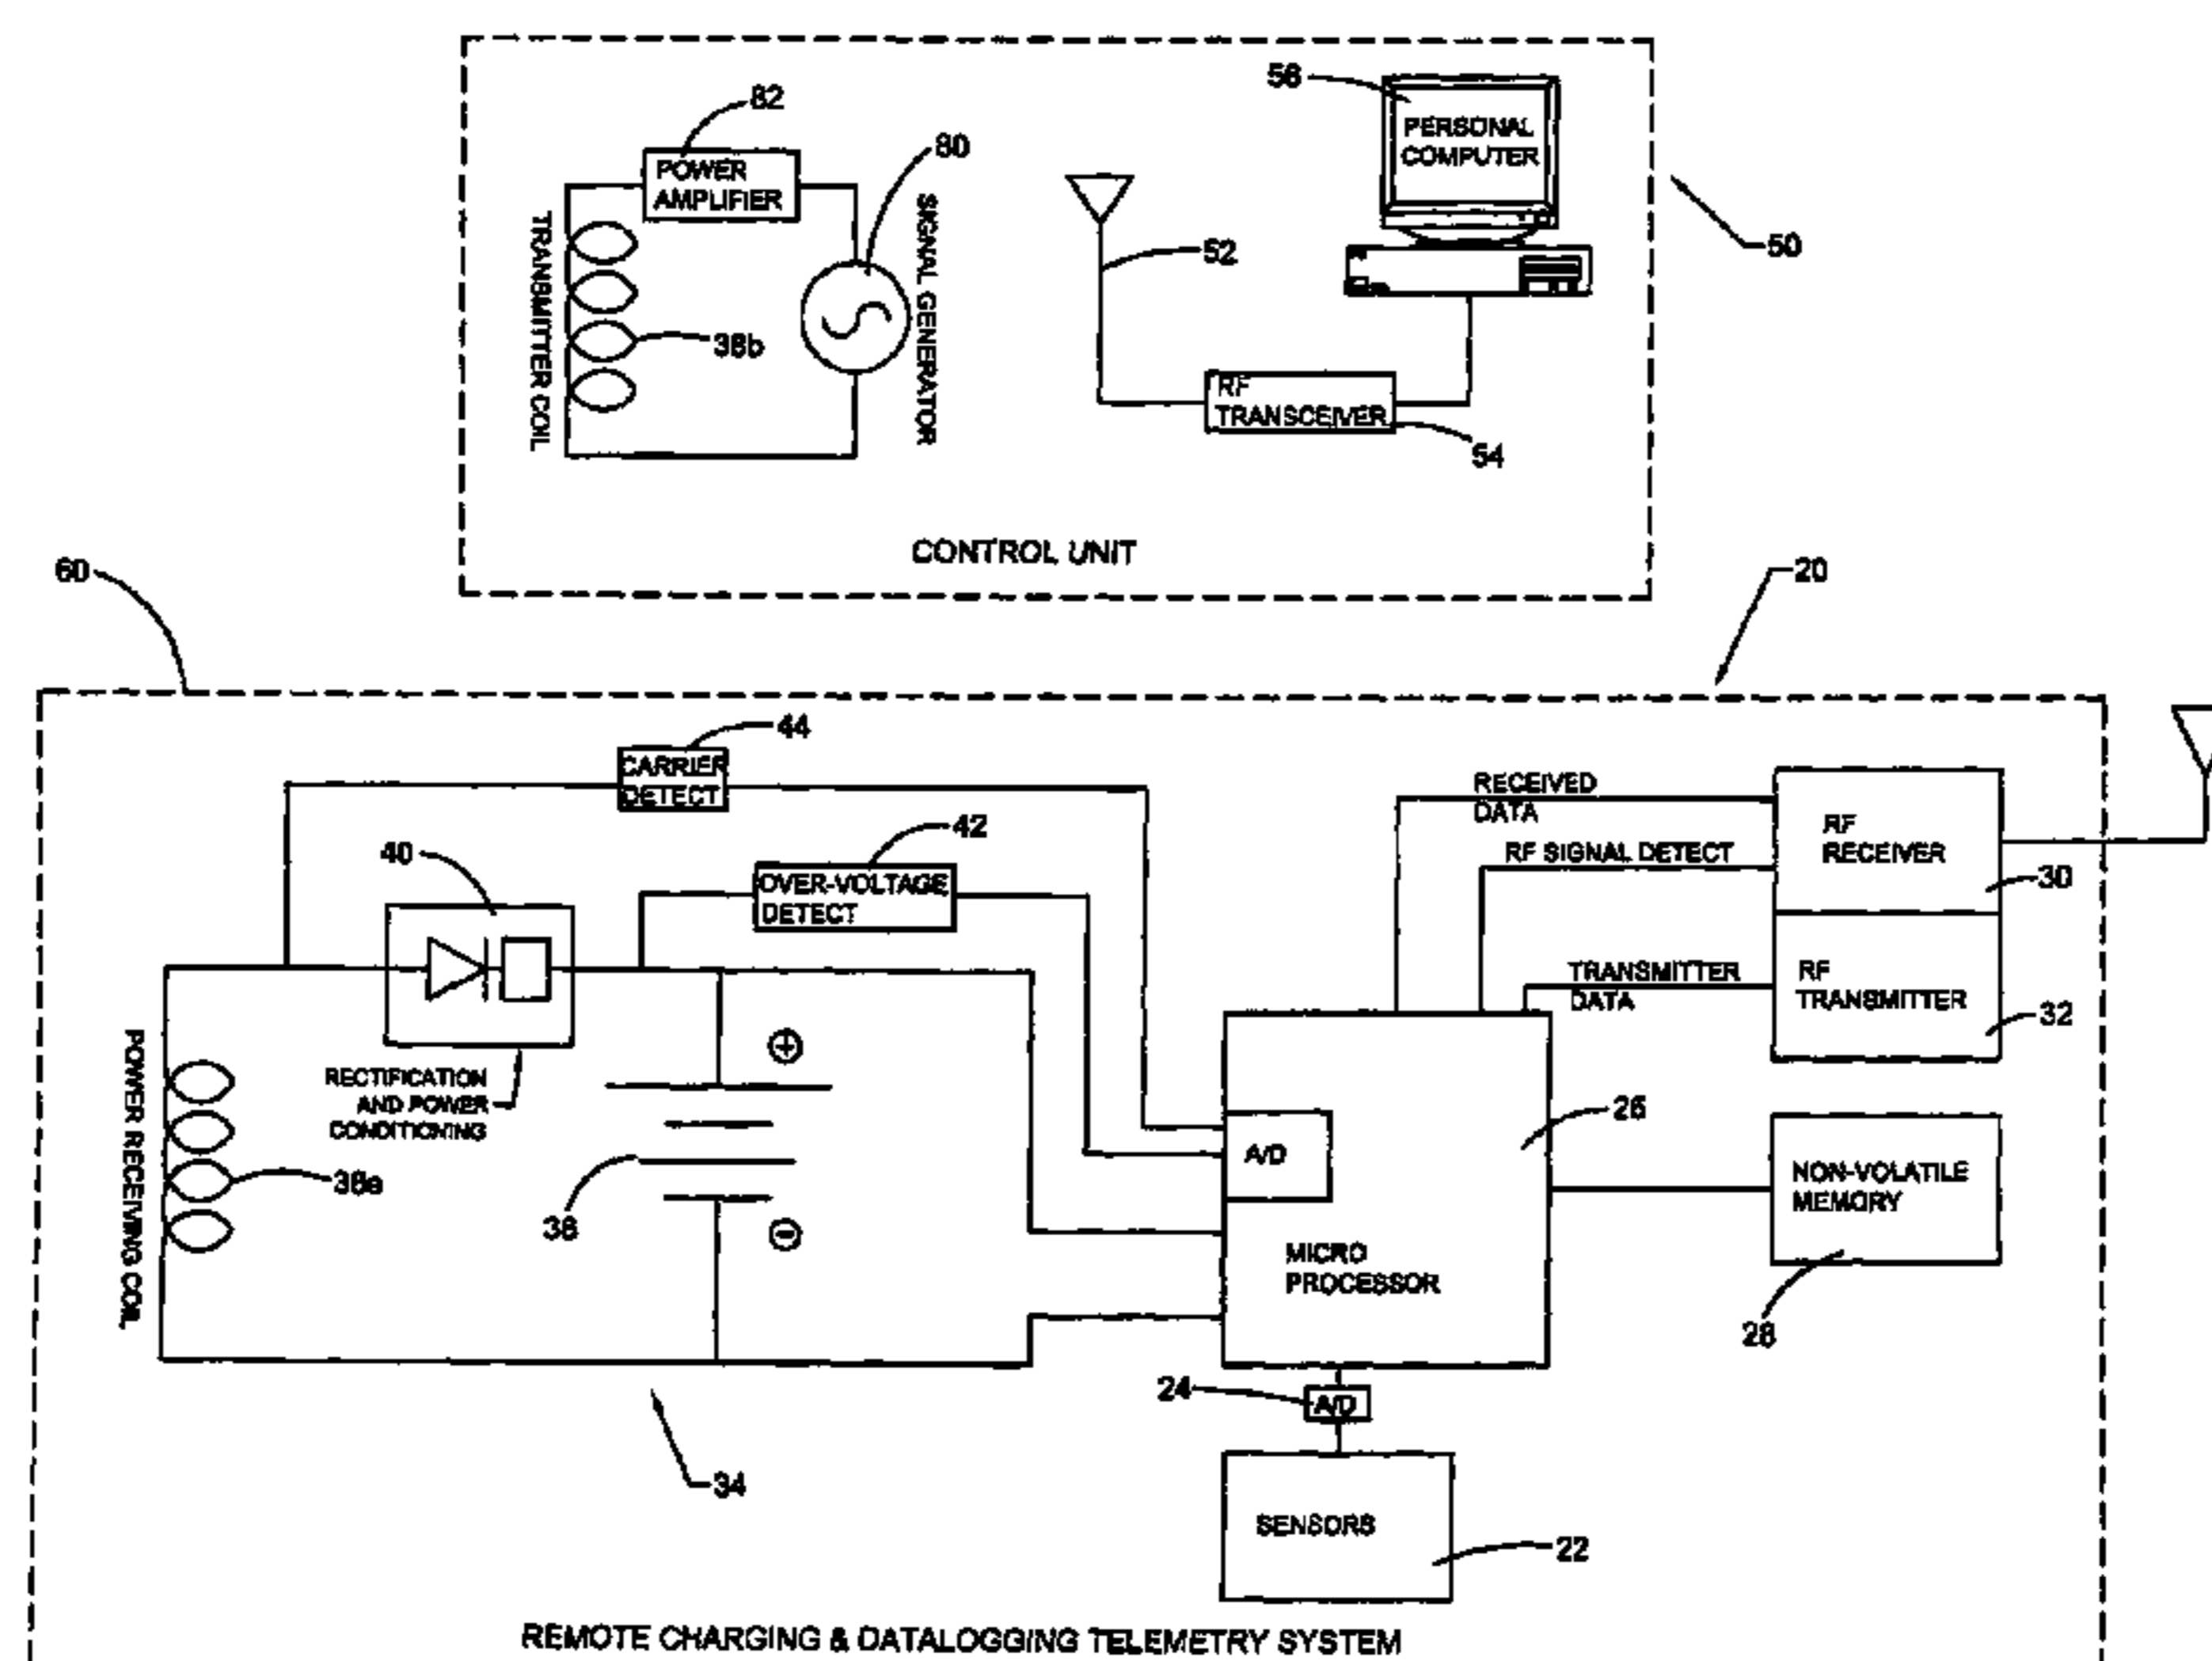 82
POWER
AMPLIFIER
80
SIGNAL GENERATOR
TRANSMITTER COIL
38b
52
PERSONAL
COMPUTER
50
RF
TRANSCEIVER
54
CONTROL UNIT
60
20
44
CARRIER
DETECT
42
OVER-VOLTAGE
DETECT
40
RECTIFICATION
AND POWER
CONDITIONING
POWER RECEIVING COIL
38
+
-
34
RECEIVED
DATA
RF SIGNAL DETECT
TRANSMITTER
DATA
RF
RECEIVER
30
RF
TRANSMITTER
32
26
A/D
MICRO
PROCESSOR
NON-VOLATILE
MEMORY
28
24
A/D
SENSORS
22
REMOTE CHARGING & DATALOGGING TELEMETRY SYSTEM